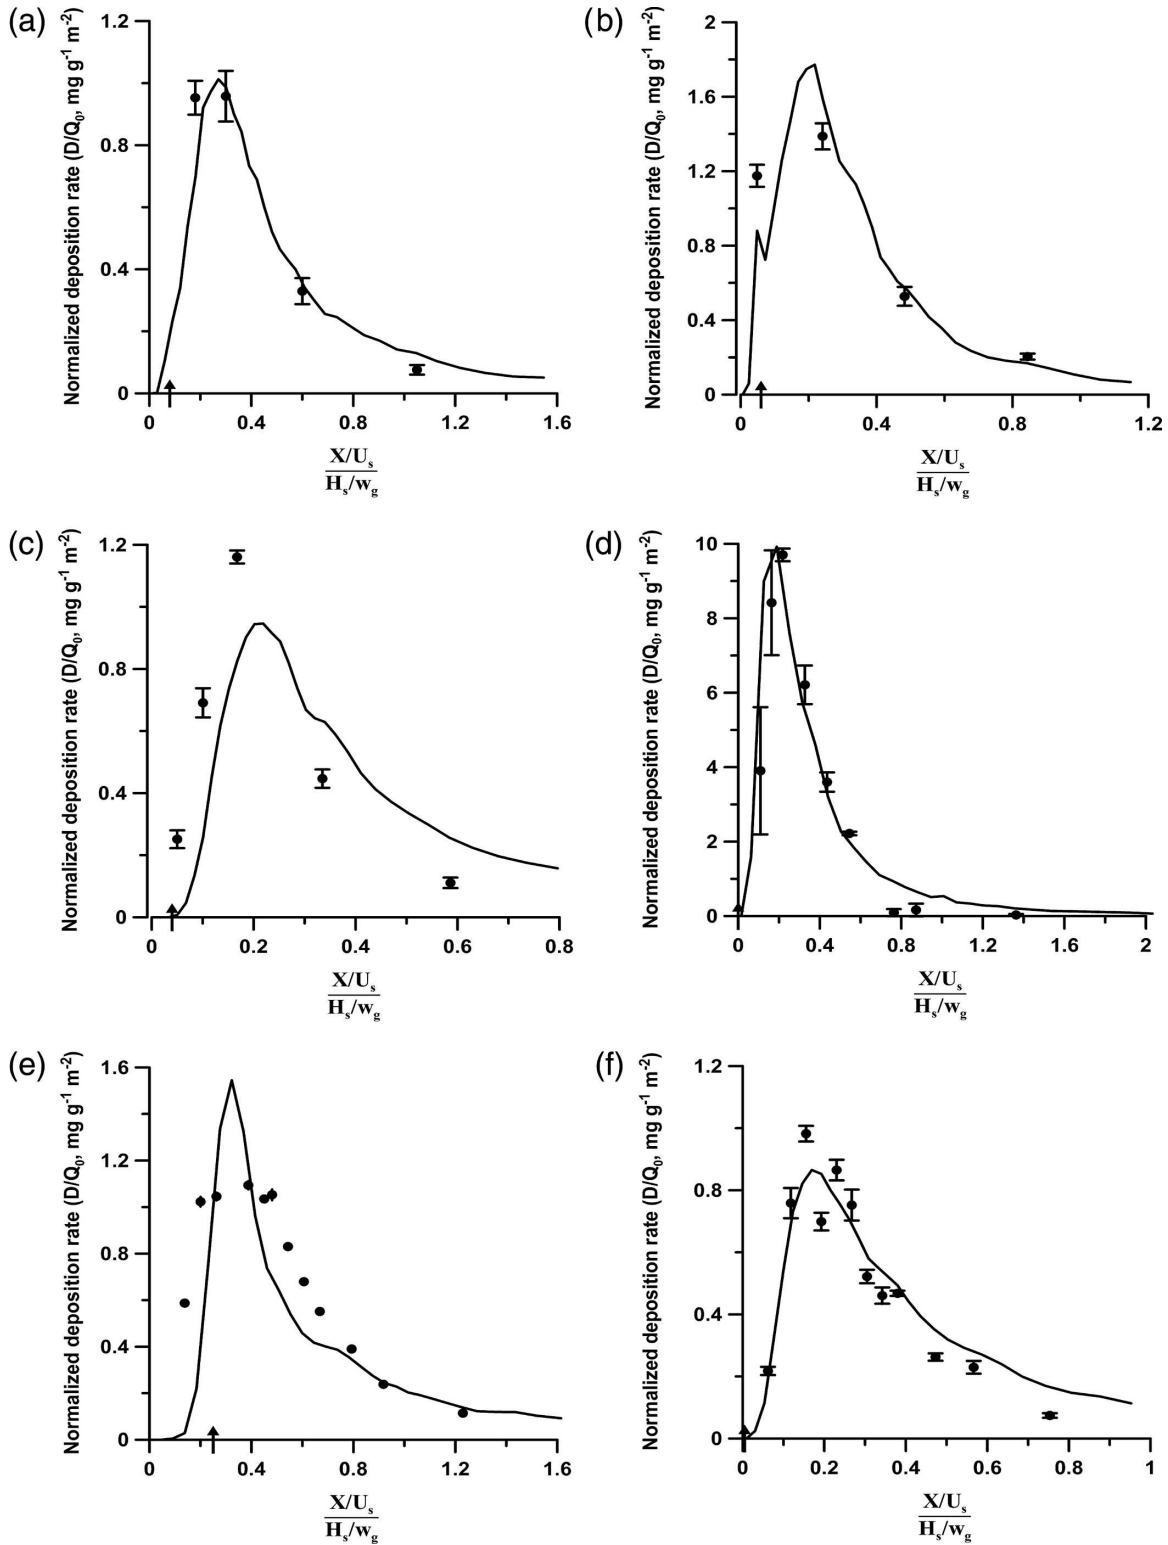 (a)
Normalized deposition rate (D/Q0, mg g-1 m-2)
1.2
0.8
0.4
0
0 0.4 0.8 1.2 1.6
X/Us
Hs/wg
(b)
Normalized deposition rate (D/Q0, mg g-1 m-2)
2
1.6
1.2
0.8
0.4
0
0 0.4 0.8 1.2
X/Us
Hs/wg
(c)
Normalized deposition rate (D/Q0, mg g-1 m-2)
1.2
0.8
0.4
0
0 0.2 0.4 0.6 0.8
X/Us
Hs/wg
(d)
Normalized deposition rate (D/Q0, mg g-1 m-2)
10
8
6
4
2
0
0 0.4 0.8 1.2 1.6 2
X/Us
Hs/wg
(e)
Normalized deposition rate (D/Q0, mg g-1 m-2)
1.6
1.2
0.8
0.4
0
0 0.4 0.8 1.2 1.6
X/Us
Hs/wg
(f)
Normalized deposition rate (D/Q0, mg g-1 m-2)
1.2
0.8
0.4
0
0 0.2 0.4 0.6 0.8 1
X/Us
Hs/wg